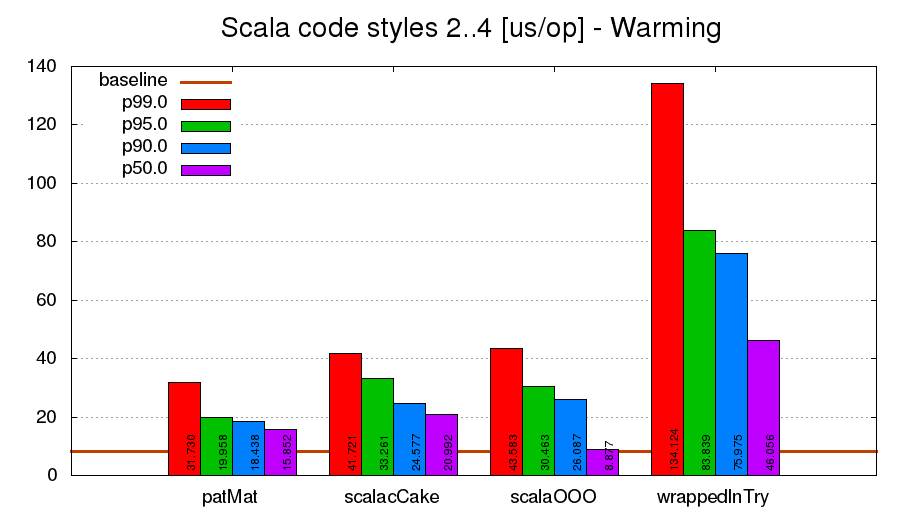 Scala code styles 2..4 [us/op] - Warming
140
120
100
80
60
40
20
0
baseline
p99.0
p95.0
p90.0
p50.0
31.730
19.958
18.438
15.852
41.721
33.261
24.577
20.992
43.583
30.463
26.087
8.877
134.124
83.839
75.975
46.056
patMat
scalacCake
scalaOOO
wrappedInTry